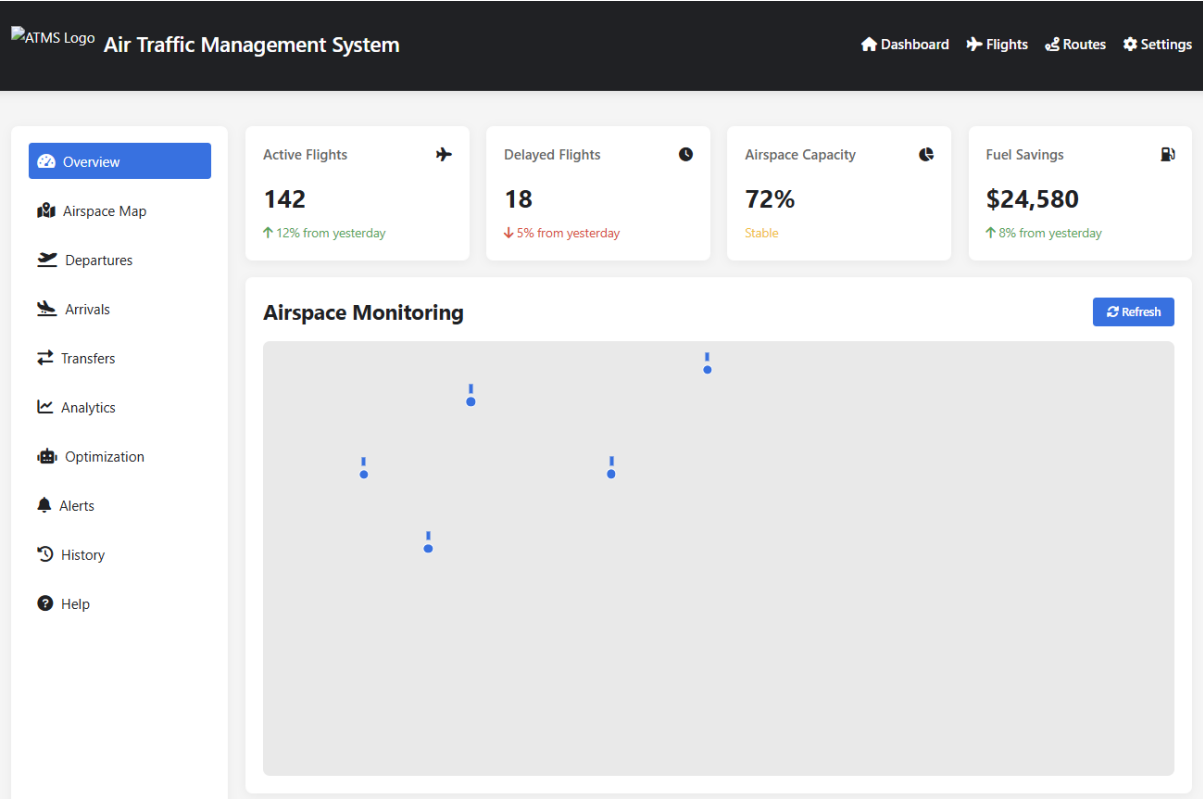 ATMS Logo
Air Traffic Management System
Dashboard
Flights
Routes
Settings
Overview
Airspace Map
Departures
Arrivals
Transfers
Analytics
Optimization
Alerts
History
Help
Active Flights
142
12% from yesterday
Delayed Flights
18
5% from yesterday
Airspace Capacity
72%
Stable
Fuel Savings
$24,580
8% from yesterday
Airspace Monitoring
Refresh